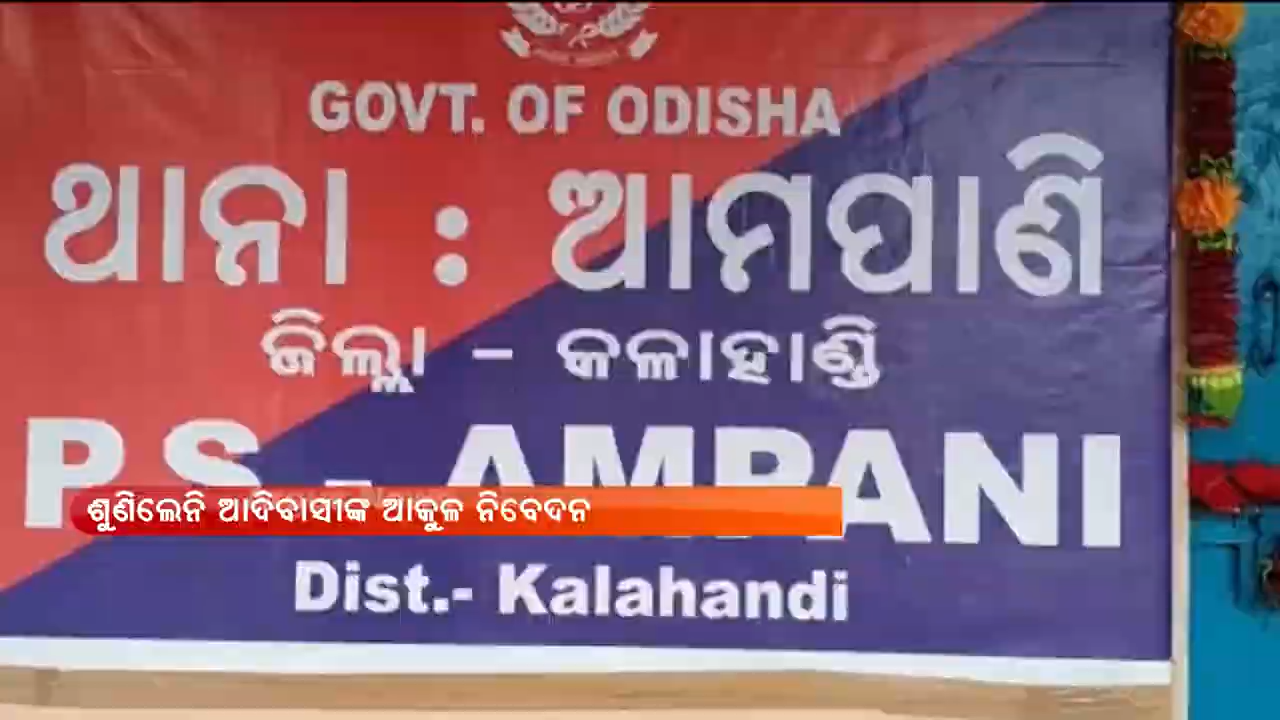 GOVT. OF ODISHA
ଥାନା : ଆମପାଣି
ଜିଲ୍ଲା - କଳାହାଣ୍ଡି
P.S - AMPANI
ଶୁଣିଲେନି ଆଦିବାସୀଙ୍କ ଆକୁଳ ନିବେଦନ
Dist.- Kalahandi